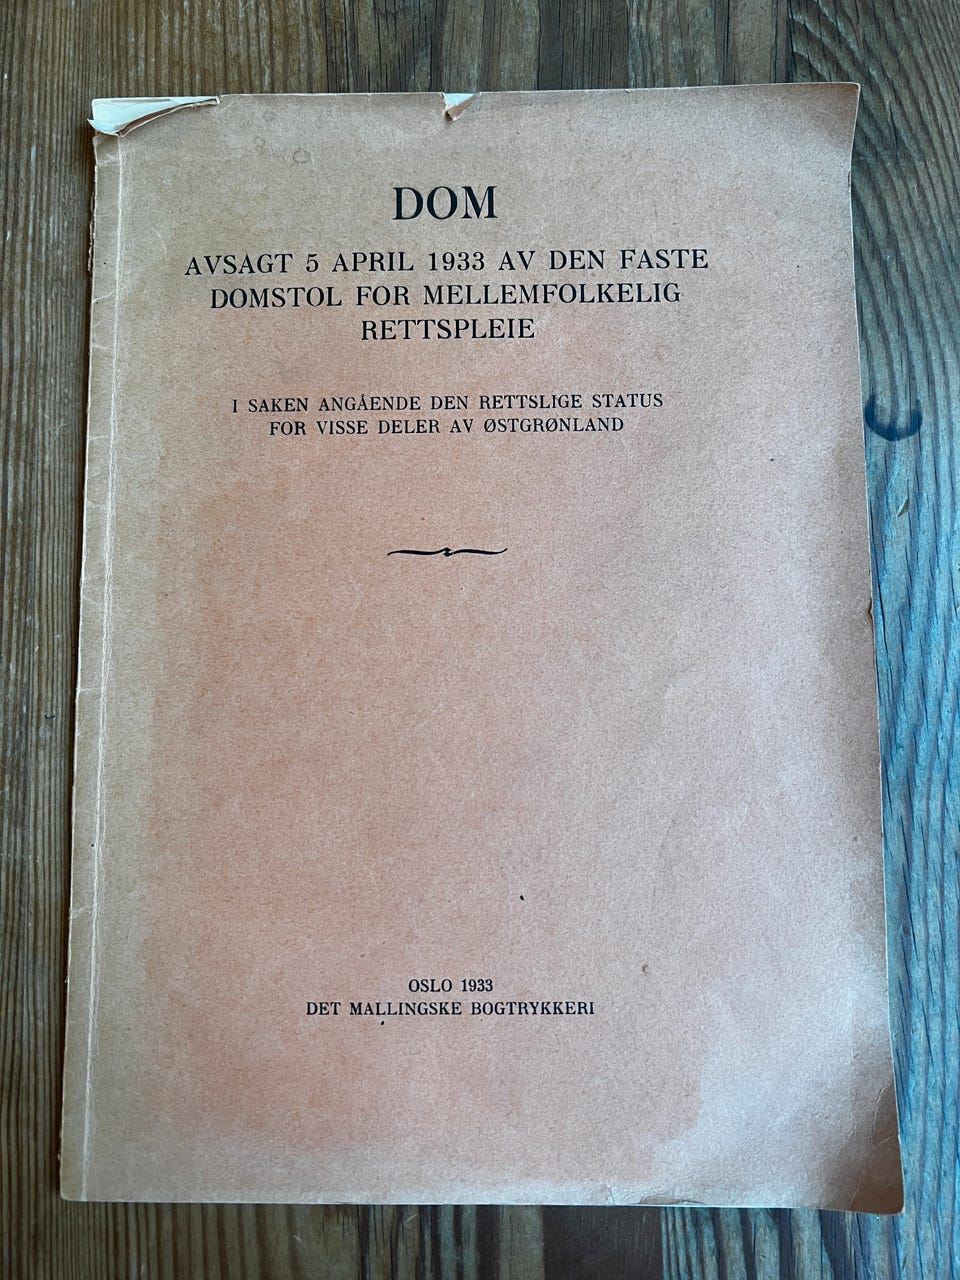 DOM
AVSAGT 5 APRIL 1933 AV DEN FASTE
DOMSTOL FOR MELLEMFOLKELIG
RETTSPLEIE
I SAKEN ANGÅENDE DEN RETTSLIGE STATUS
FOR VISSE DELER AV ØSTGRØNLAND
OSLO 1933
DET MALLINGSKE BOGTRYKKERI